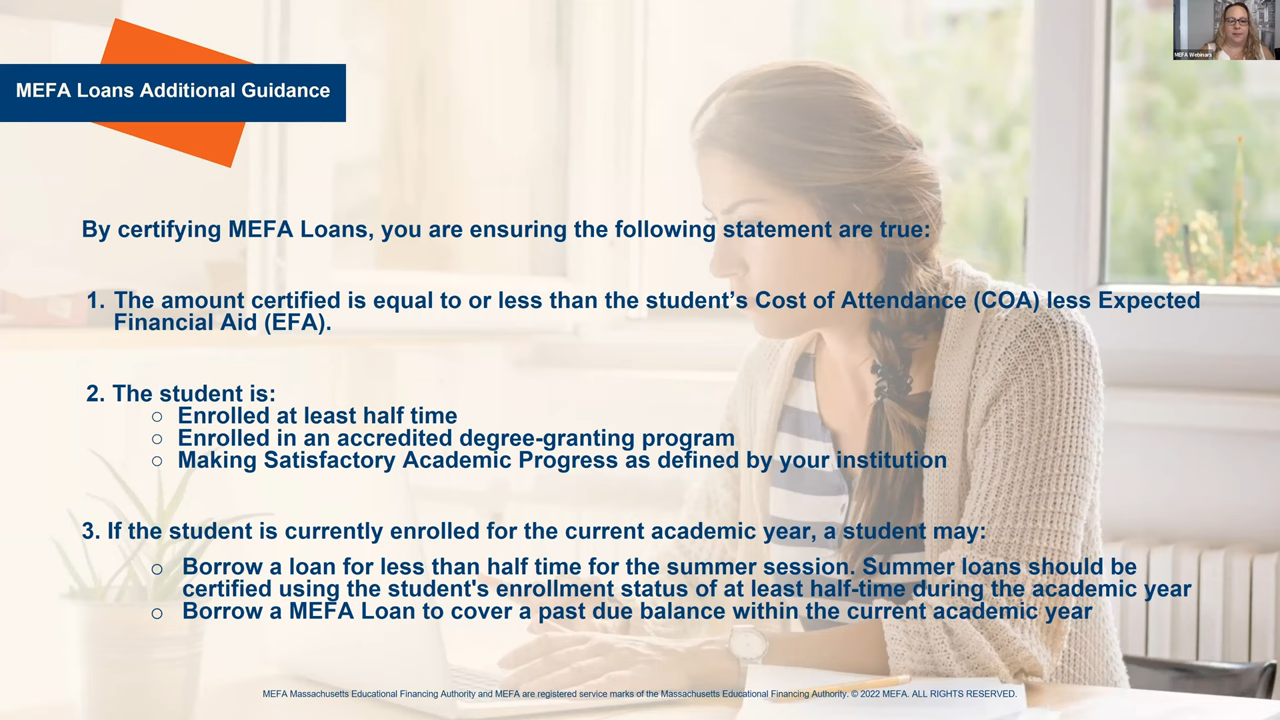 MEFA Webinars
MEFA Loans Additional Guidance
By certifying MEFA Loans, you are ensuring the following statement are true:
1. The amount certified is equal to or less than the student’s Cost of Attendance (COA) less Expected
Financial Aid (EFA).
2. The student is:
○ Enrolled at least half time
○ Enrolled in an accredited degree-granting program
○ Making Satisfactory Academic Progress as defined by your institution
3. If the student is currently enrolled for the current academic year, a student may:
○ Borrow a loan for less than half time for the summer session. Summer loans should be
certified using the student's enrollment status of at least half-time during the academic year
○ Borrow a MEFA Loan to cover a past due balance within the current academic year
MEFA Massachusetts Educational Financing Authority and MEFA are registered service marks of the Massachusetts Educational Financing Authority. © 2022 MEFA. ALL RIGHTS RESERVED.